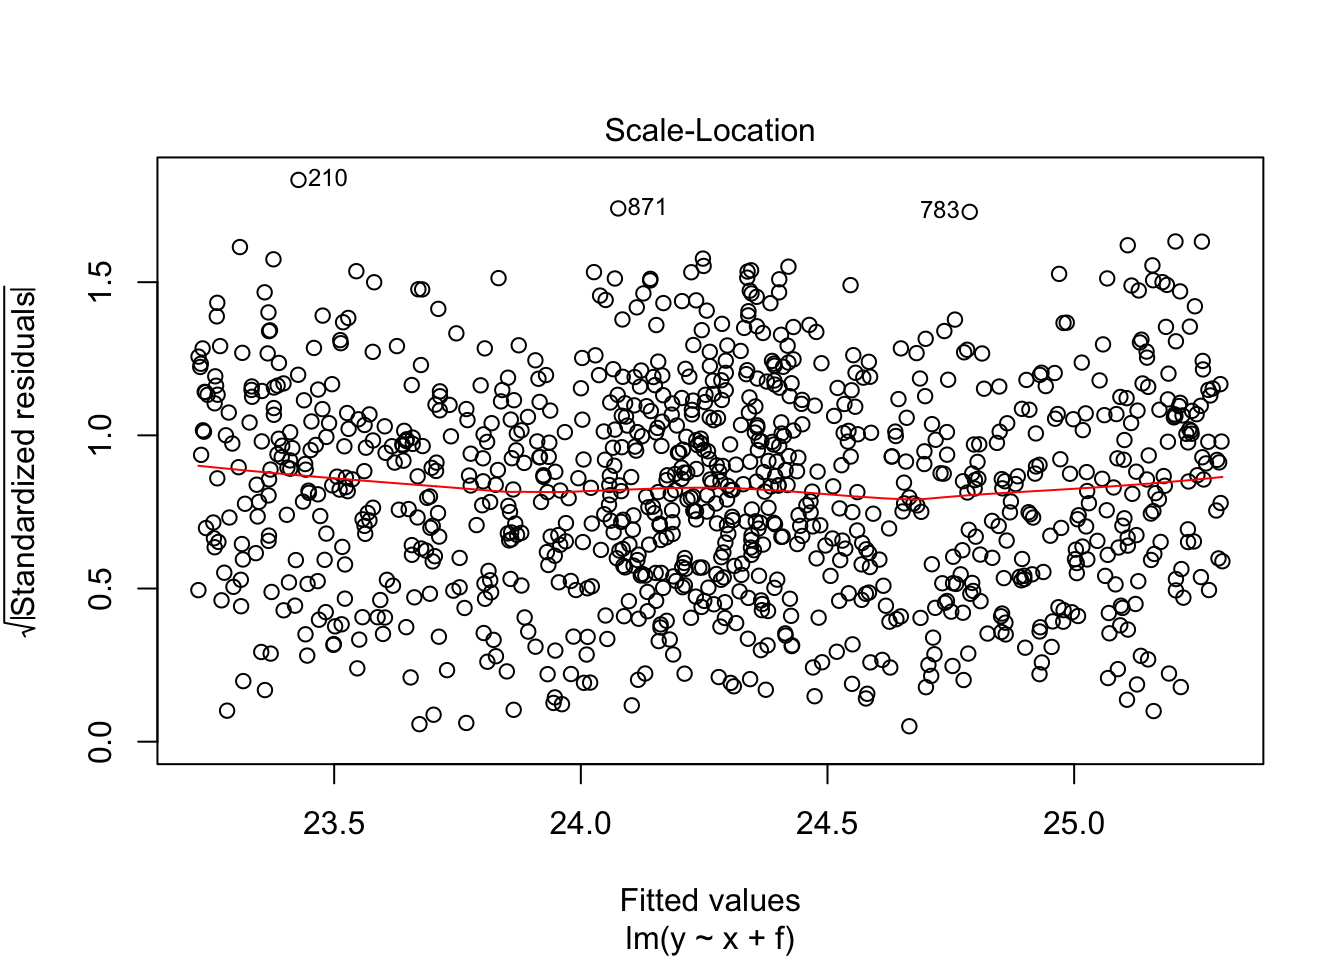 Scale-Location
210
871
783
√|Standardized residuals|
1.5
1.0
0.5
0.0
23.5 24.0 24.5 25.0
Fitted values
lm(y ~ x + f)